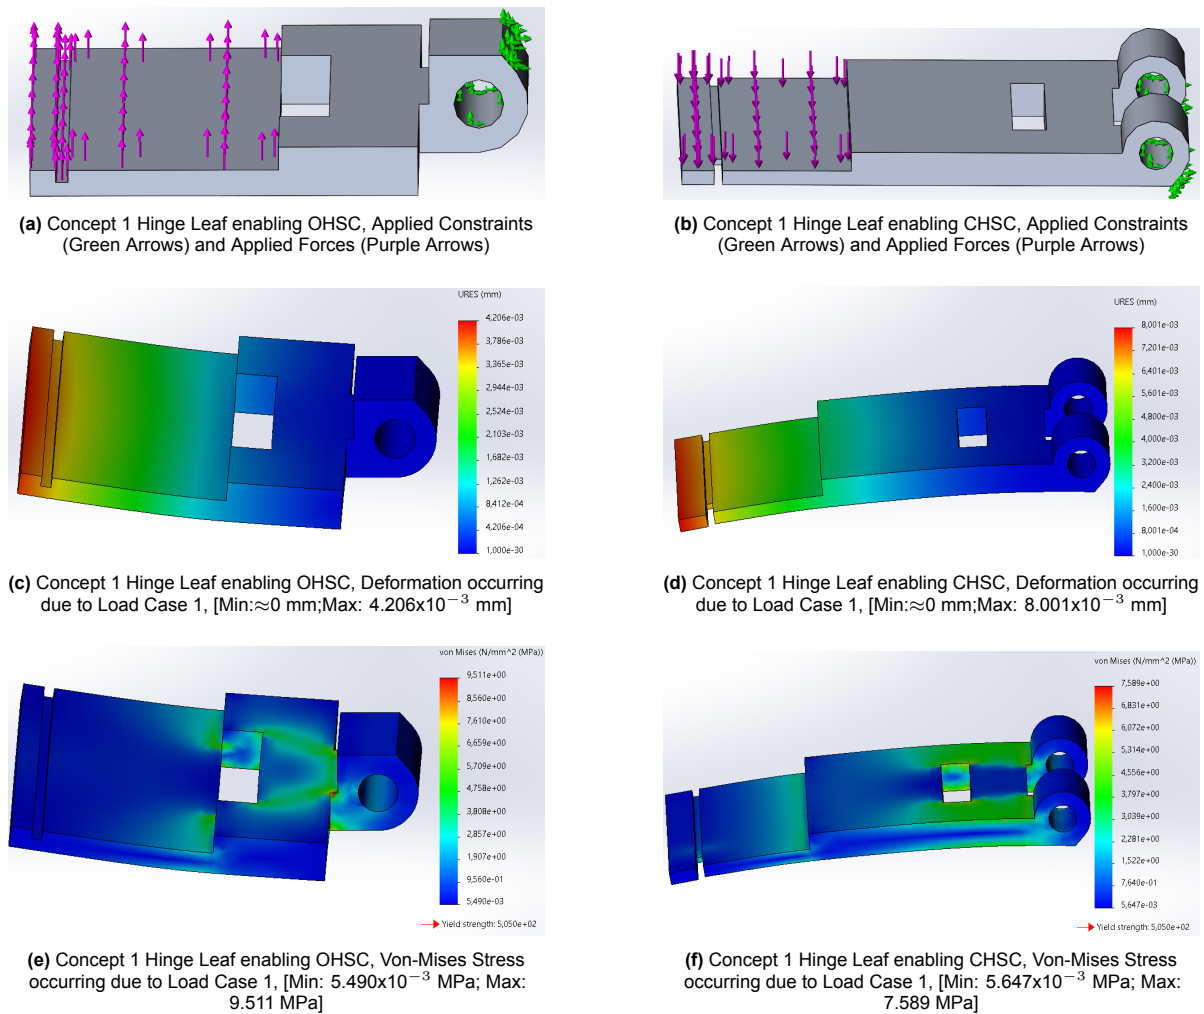 (a) Concept 1 Hinge Leaf enabling OHSC, Applied Constraints
(Green Arrows) and Applied Forces (Purple Arrows)
(b) Concept 1 Hinge Leaf enabling CHSC, Applied Constraints
(Green Arrows) and Applied Forces (Purple Arrows)
URES (mm)
4,206e-03
3,786e-03
3,365e-03
2,944e-03
2,524e-03
2,103e-03
1,682e-03
1,262e-03
8,412e-04
4,206e-04
1,000e-30
URES (mm)
8,001e-03
7,201e-03
6,401e-03
5,601e-03
4,800e-03
4,000e-03
3,200e-03
2,400e-03
1,600e-03
8,001e-04
1,000e-30
(c) Concept 1 Hinge Leaf enabling OHSC, Deformation occurring
due to Load Case 1, [Min:≈0 mm;Max: 4.206x10⁻³ mm]
(d) Concept 1 Hinge Leaf enabling CHSC, Deformation occurring
due to Load Case 1, [Min:≈0 mm;Max: 8.001x10⁻³ mm]
von Mises (N/mm^2 (MPa))
9,511e+00
8,560e+00
7,610e+00
6,659e+00
5,709e+00
4,758e+00
3,808e+00
2,857e+00
1,907e+00
9,560e-01
5,490e-03
Yield strength: 5,050e+02
von Mises (N/mm^2 (MPa))
7,589e+00
6,831e+00
6,072e+00
5,314e+00
4,556e+00
3,797e+00
3,039e+00
2,281e+00
1,522e+00
7,640e-01
5,647e-03
Yield strength: 5,050e+02
(e) Concept 1 Hinge Leaf enabling OHSC, Von-Mises Stress
occurring due to Load Case 1, [Min: 5.490x10⁻³ MPa; Max:
9.511 MPa]
(f) Concept 1 Hinge Leaf enabling CHSC, Von-Mises Stress
occurring due to Load Case 1, [Min: 5.647x10⁻³ MPa; Max:
7.589 MPa]